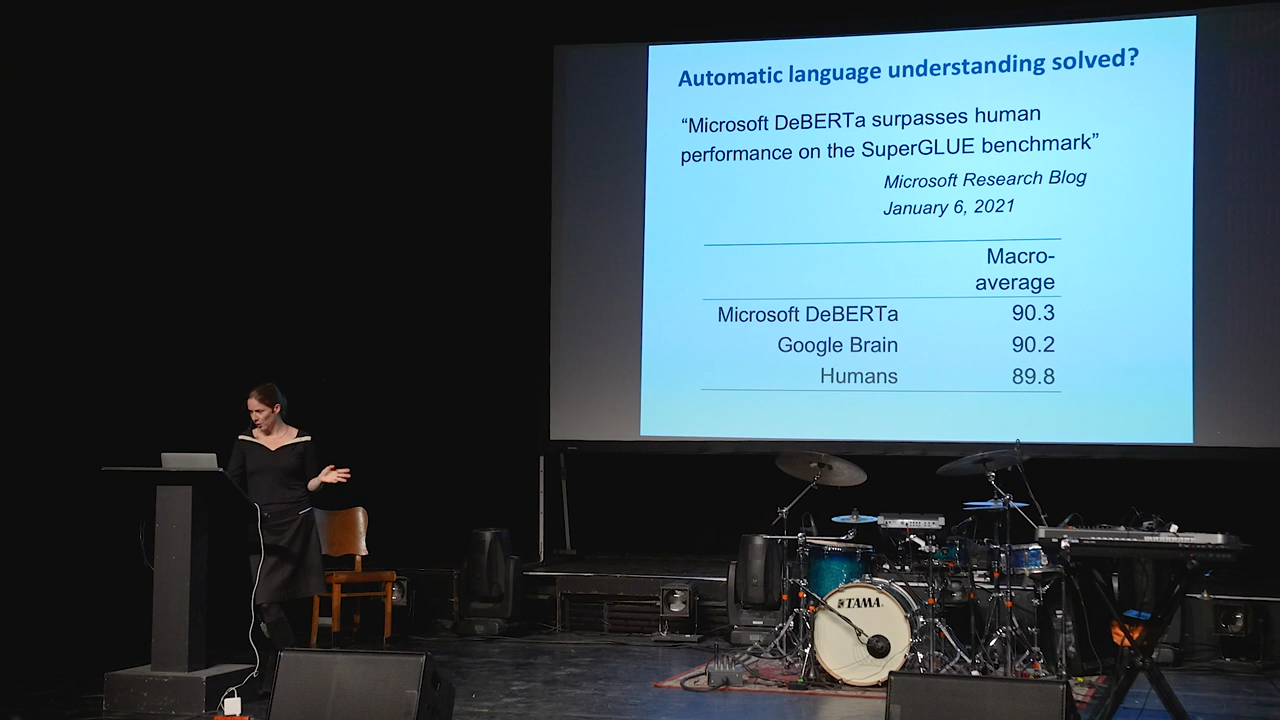 Automatic language understanding solved?
“Microsoft DeBERTa surpasses human
performance on the SuperGLUE benchmark”
Microsoft Research Blog
January 6, 2021
Macro-
average
Microsoft DeBERTa 90.3
Google Brain 90.2
Humans 89.8
TAMA